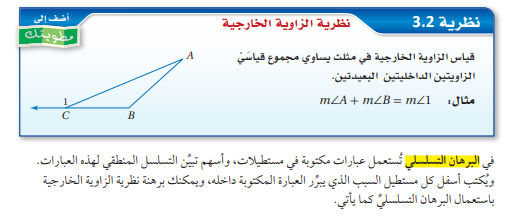 نظرية 3.2
نظرية الزاوية الخارجية
أضف إلى
مطويتك
قياس الزاوية الخارجية في مثلث يساوي مجموع قياسَيْ
الزاويتين الداخليتين البعيدتين.
مثال: m∠A + m∠B = m∠1
A
1
C
B
في البرهان التسلسلي تُستعمل عبارات مكتوبة في مستطيلات، وأسهم تبيِّن التسلسل المنطقي لهذه العبارات.
ويُكتب أسفل كل مستطيل السبب الذي يبرِّر العبارة المكتوبة داخله، ويمكنك برهنة نظرية الزاوية الخارجية
باستعمال البرهان التسلسليِّ كما يأتي.